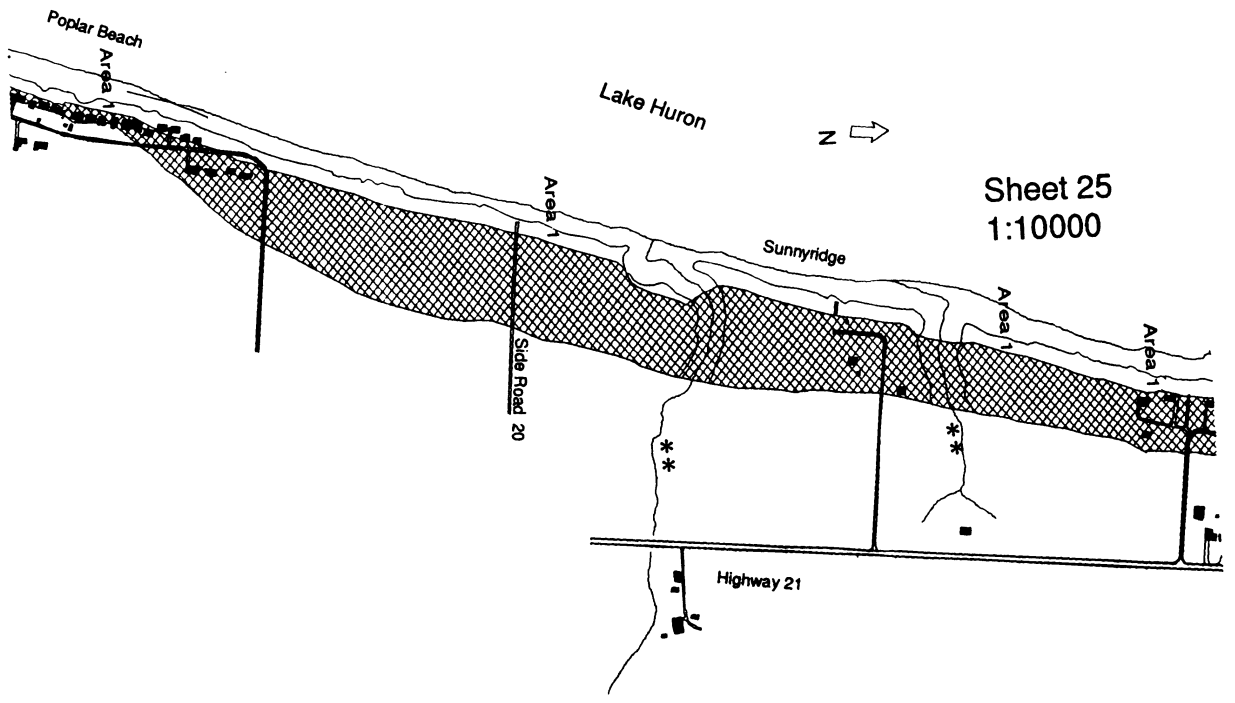 Poplar Beach
Area 1
Lake Huron
N
Sheet 25
1:10000
Area 1
Sunnyridge
Area 1
Area 1
Side Road 20
**
**
Highway 21